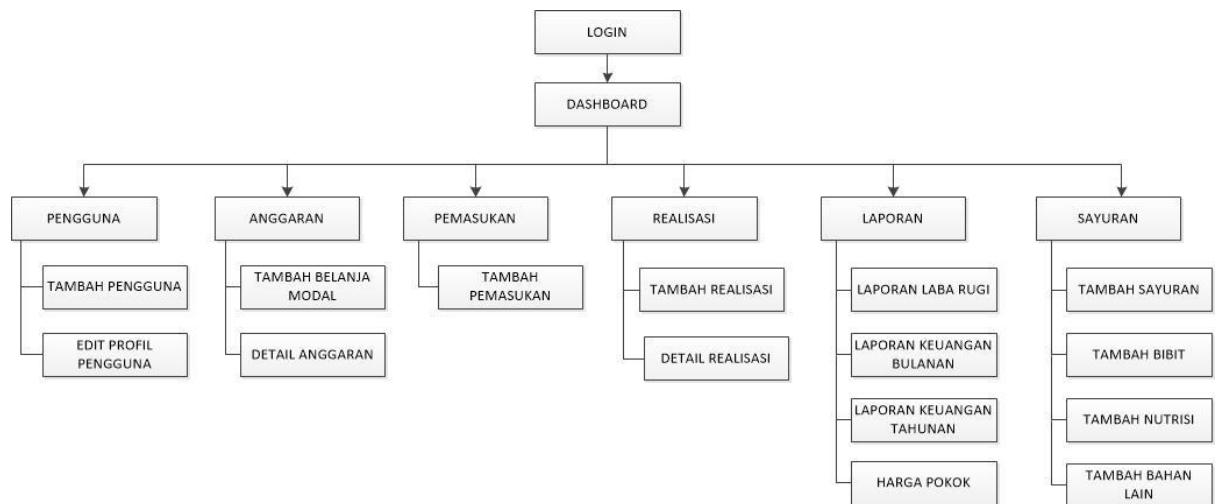 LOGIN
DASHBOARD
PENGGUNA
ANGGARAN
PEMASUKAN
REALISASI
LAPORAN
SAYURAN
TAMBAH PENGGUNA
EDIT PROFIL
PENGGUNA
TAMBAH BELANJA
MODAL
DETAIL ANGGARAN
TAMBAH
PEMASUKAN
TAMBAH REALISASI
DETAIL REALISASI
LAPORAN LABA RUGI
LAPORAN KEUANGAN
BULANAN
LAPORAN KEUANGAN
TAHUNAN
HARGA POKOK
TAMBAH SAYURAN
TAMBAH BIBIT
TAMBAH NUTRISI
TAMBAH BAHAN
LAIN